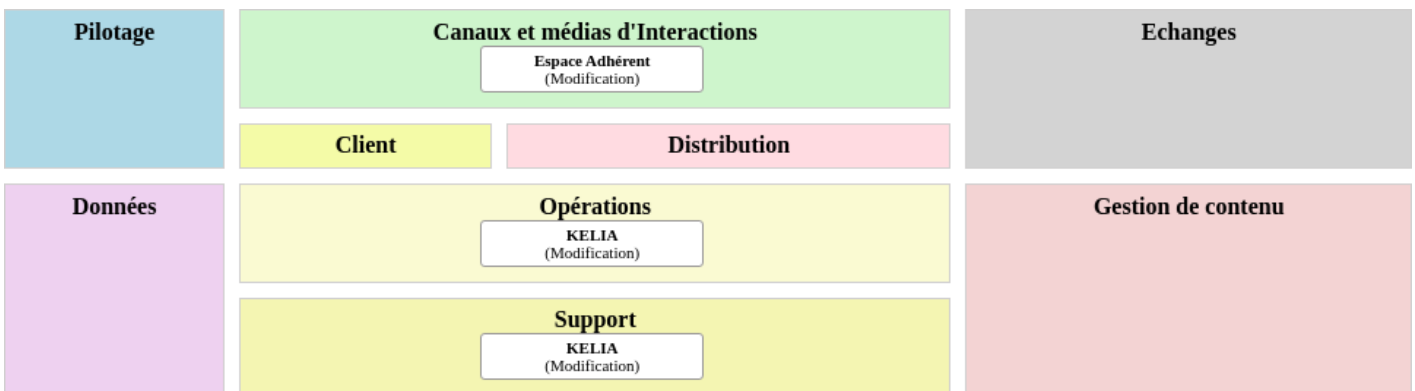 Pilotage
Canaux et médias d'Interactions
Espace Adhérent
(Modification)
Echanges
Client
Distribution
Données
Opérations
KELIA
(Modification)
Gestion de contenu
Support
KELIA
(Modification)